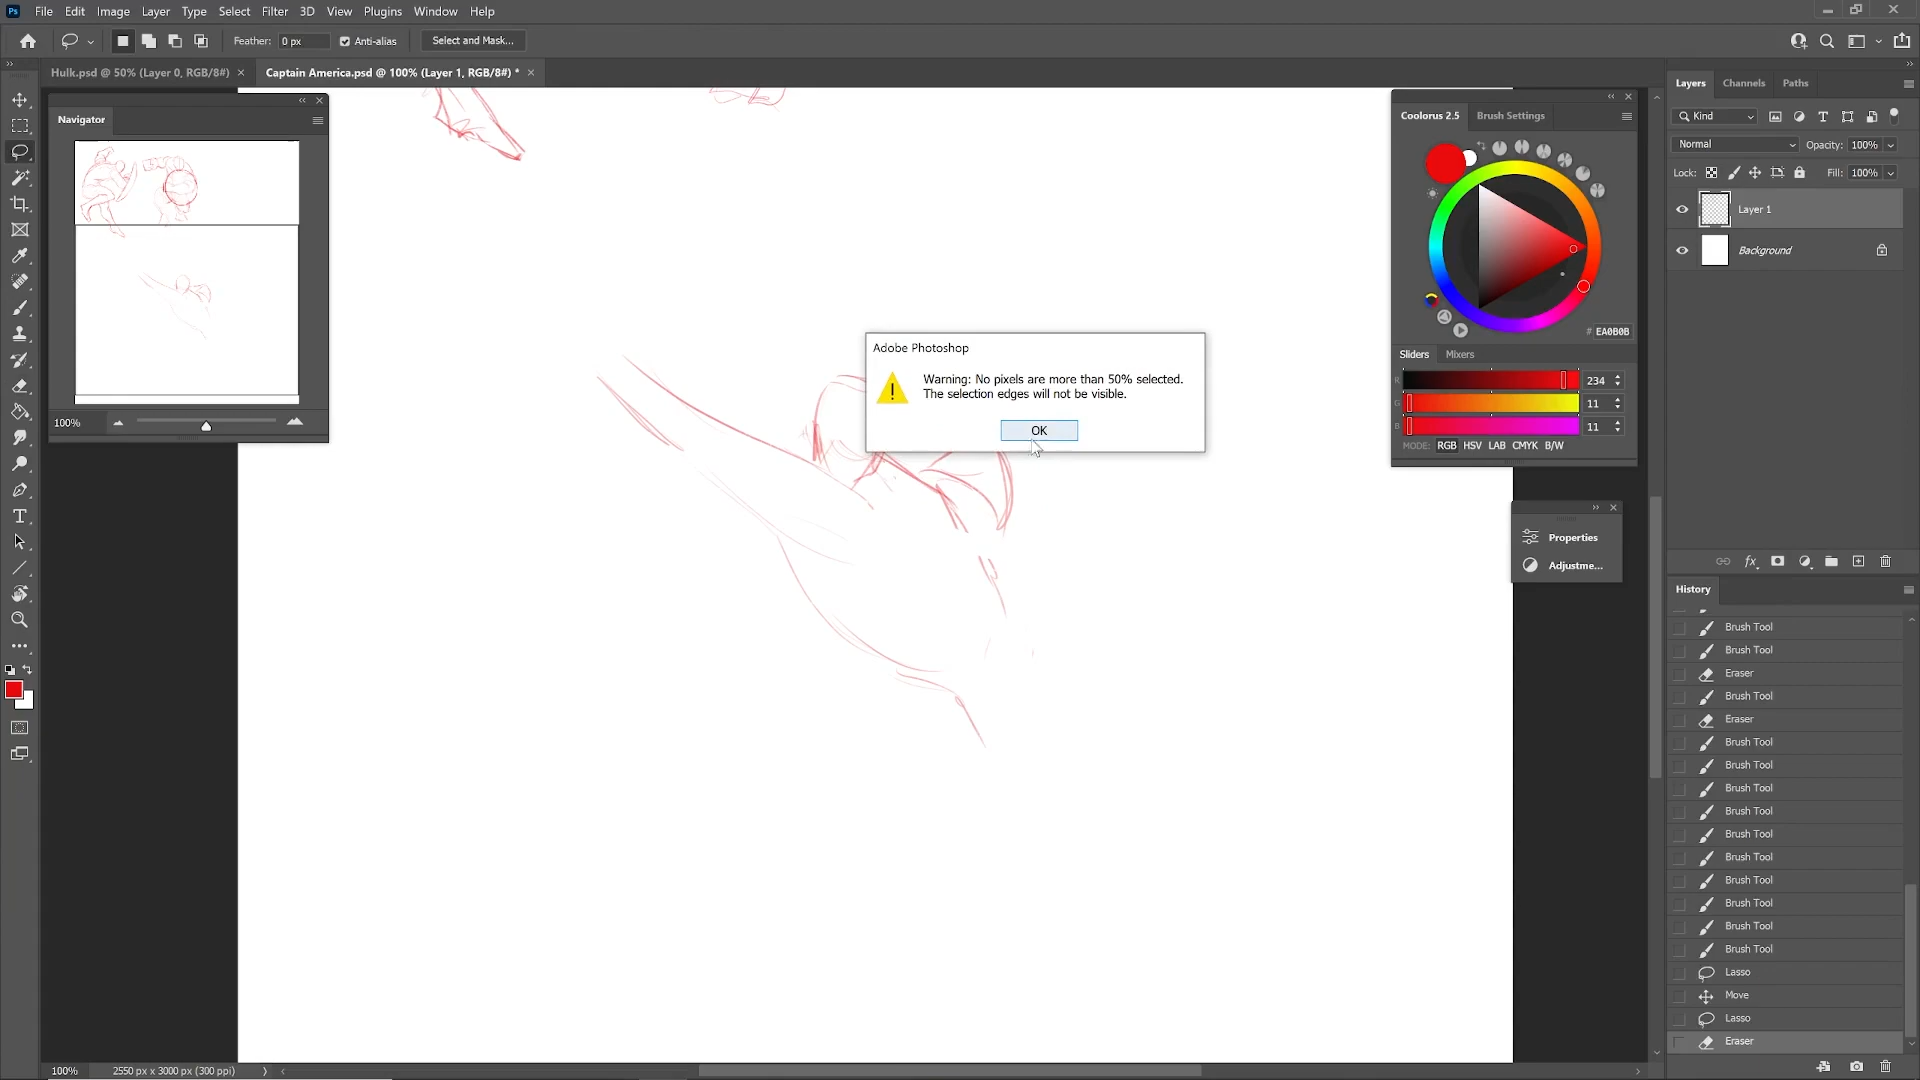 Ps File Edit Image Layer Type Select Filter 3D View Plugins Window Help
Feather: 0 px Anti-alias Select and Mask...
Hulk.psd @ 50% (Layer 0, RGB/8#) × Captain America.psd @ 100% (Layer 1, RGB/8#) * ×
Navigator
100%
Adobe Photoshop
Warning: No pixels are more than 50% selected.
The selection edges will not be visible.
OK
Coolorus 2.5 Brush Settings
# EA0B0B
Sliders Mixers
R 234
G 11
B 11
MODE: RGB HSV LAB CMYK B/W
Properties
Adjustme...
Layers Channels Paths
Kind
Normal Opacity: 100%
Lock: Fill: 100%
Layer 1
Background
History
Brush Tool
Brush Tool
Eraser
Brush Tool
Eraser
Brush Tool
Brush Tool
Brush Tool
Brush Tool
Brush Tool
Brush Tool
Brush Tool
Brush Tool
Brush Tool
Brush Tool
Lasso
Move
Lasso
Eraser
100% 2550 px x 3000 px (300 ppi)